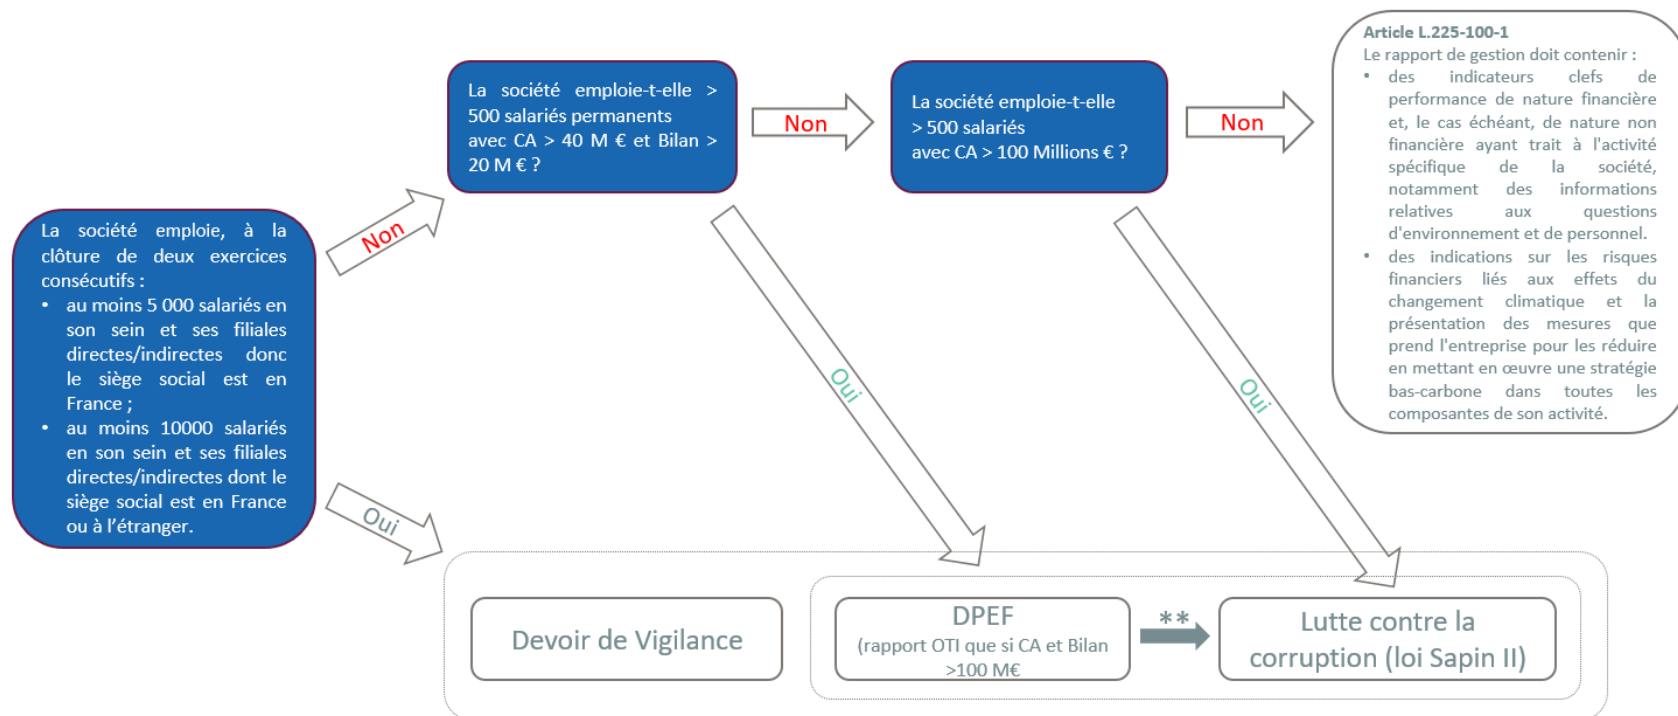 La société emploie, à la
clôture de deux exercices
consécutifs :
• au moins 5 000 salariés en
son sein et ses filiales
directes/indirectes donc
le siège social est en
France ;
• au moins 10000 salariés
en son sein et ses filiales
directes/indirectes dont le
siège social est en France
ou à l'étranger.
Non
Oui
La société emploie-t-elle >
500 salariés permanents
avec CA > 40 M € et Bilan >
20 M € ?
Non
Oui
La société emploie-t-elle
> 500 salariés
avec CA > 100 Millions € ?
Non
Oui
Article L.225-100-1
Le rapport de gestion doit contenir :
• des indicateurs clefs de
performance de nature financière
et, le cas échéant, de nature non
financière ayant trait à l'activité
spécifique de la société,
notamment des informations
relatives aux questions
d'environnement et de personnel.
• des indications sur les risques
financiers liés aux effets du
changement climatique et la
présentation des mesures que
prend l'entreprise pour les réduire
en mettant en œuvre une stratégie
bas-carbone dans toutes les
composantes de son activité.
Devoir de Vigilance
DPEF
(rapport OTI que si CA et Bilan
>100 M€
**
Lutte contre la
corruption (loi Sapin II)